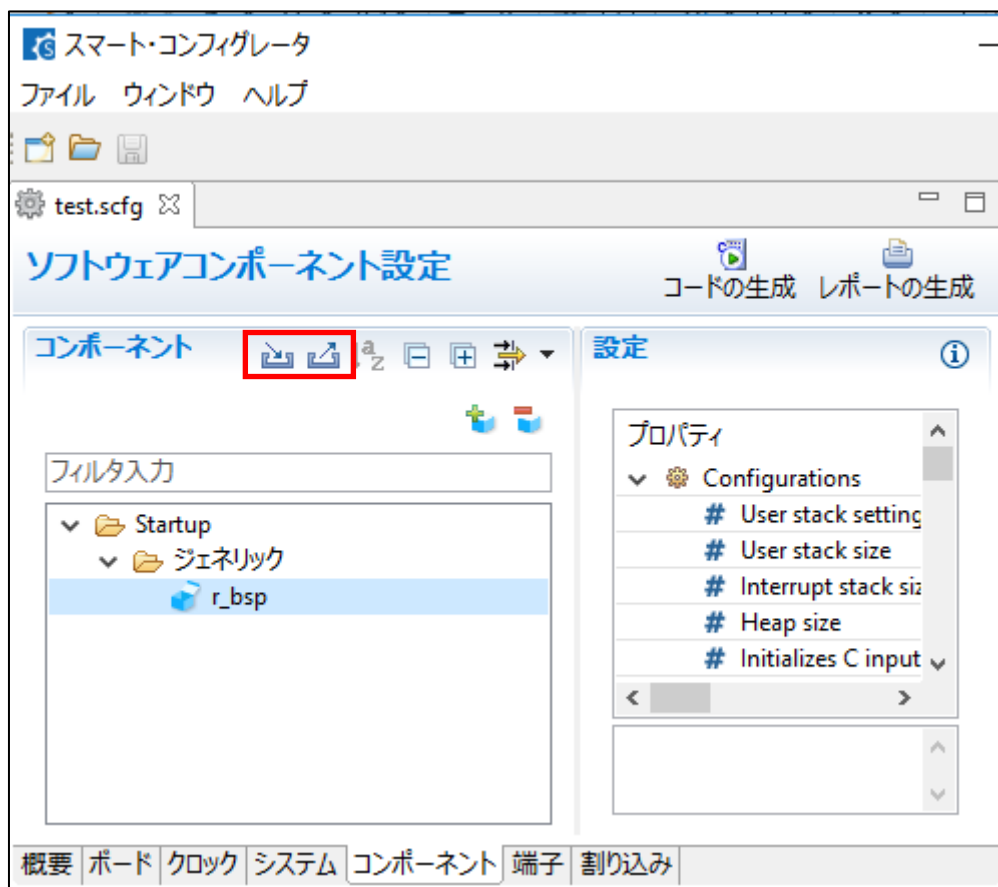 スマート・コンフィグレータ
ファイル ウィンドウ ヘルプ
test.scfg
ソフトウェアコンポーネント設定
コードの生成 レポートの生成
コンポーネント
設定
プロパティ
フィルタ入力
Configurations
# User stack setting
Startup
# User stack size
ジェネリック
# Interrupt stack siz
r_bsp
# Heap size
# Initializes C input
概要 ボード クロック システム コンポーネント 端子 割り込み